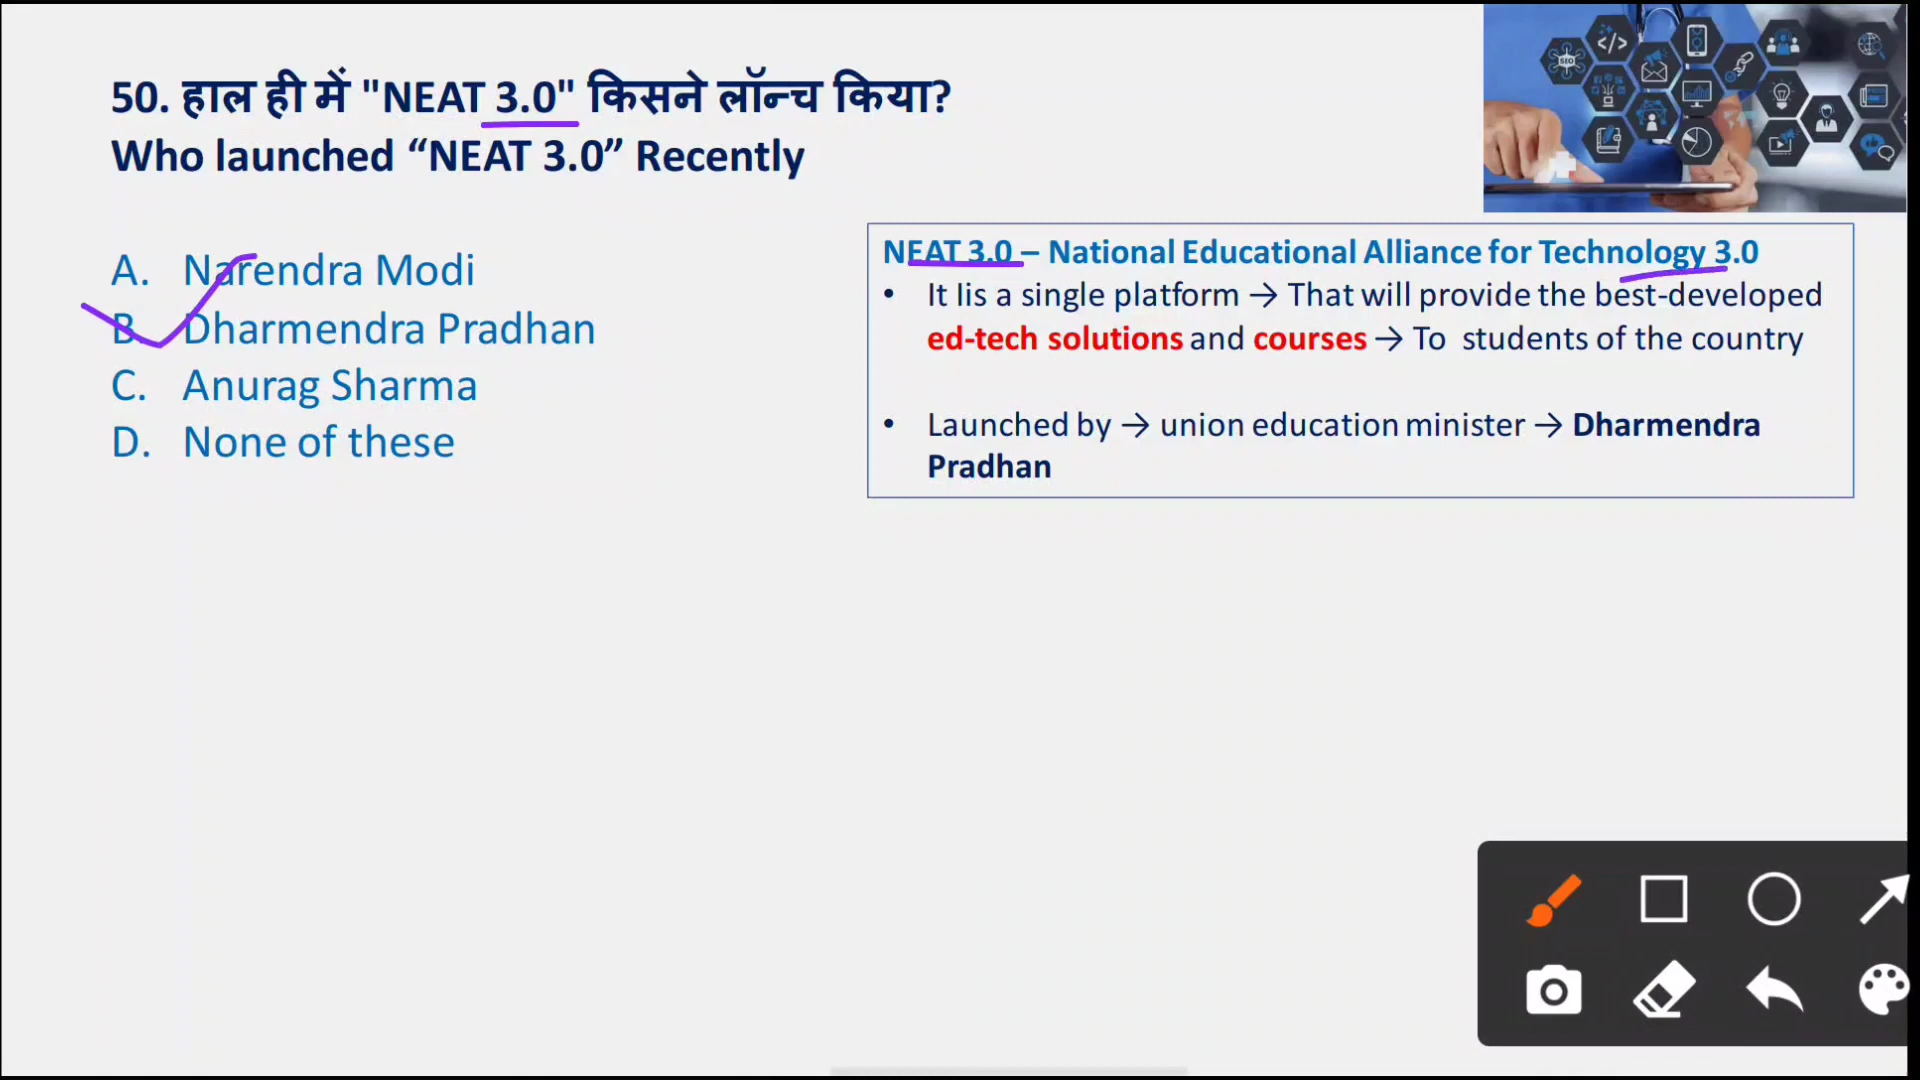 50. हाल ही में "NEAT 3.0" किसने लॉन्च किया?
Who launched “NEAT 3.0” Recently
A. Narendra Modi
B. Dharmendra Pradhan
C. Anurag Sharma
D. None of these
NEAT 3.0 – National Educational Alliance for Technology 3.0
• It Iis a single platform → That will provide the best-developed
ed-tech solutions and courses → To students of the country
• Launched by → union education minister → Dharmendra
Pradhan
SEO